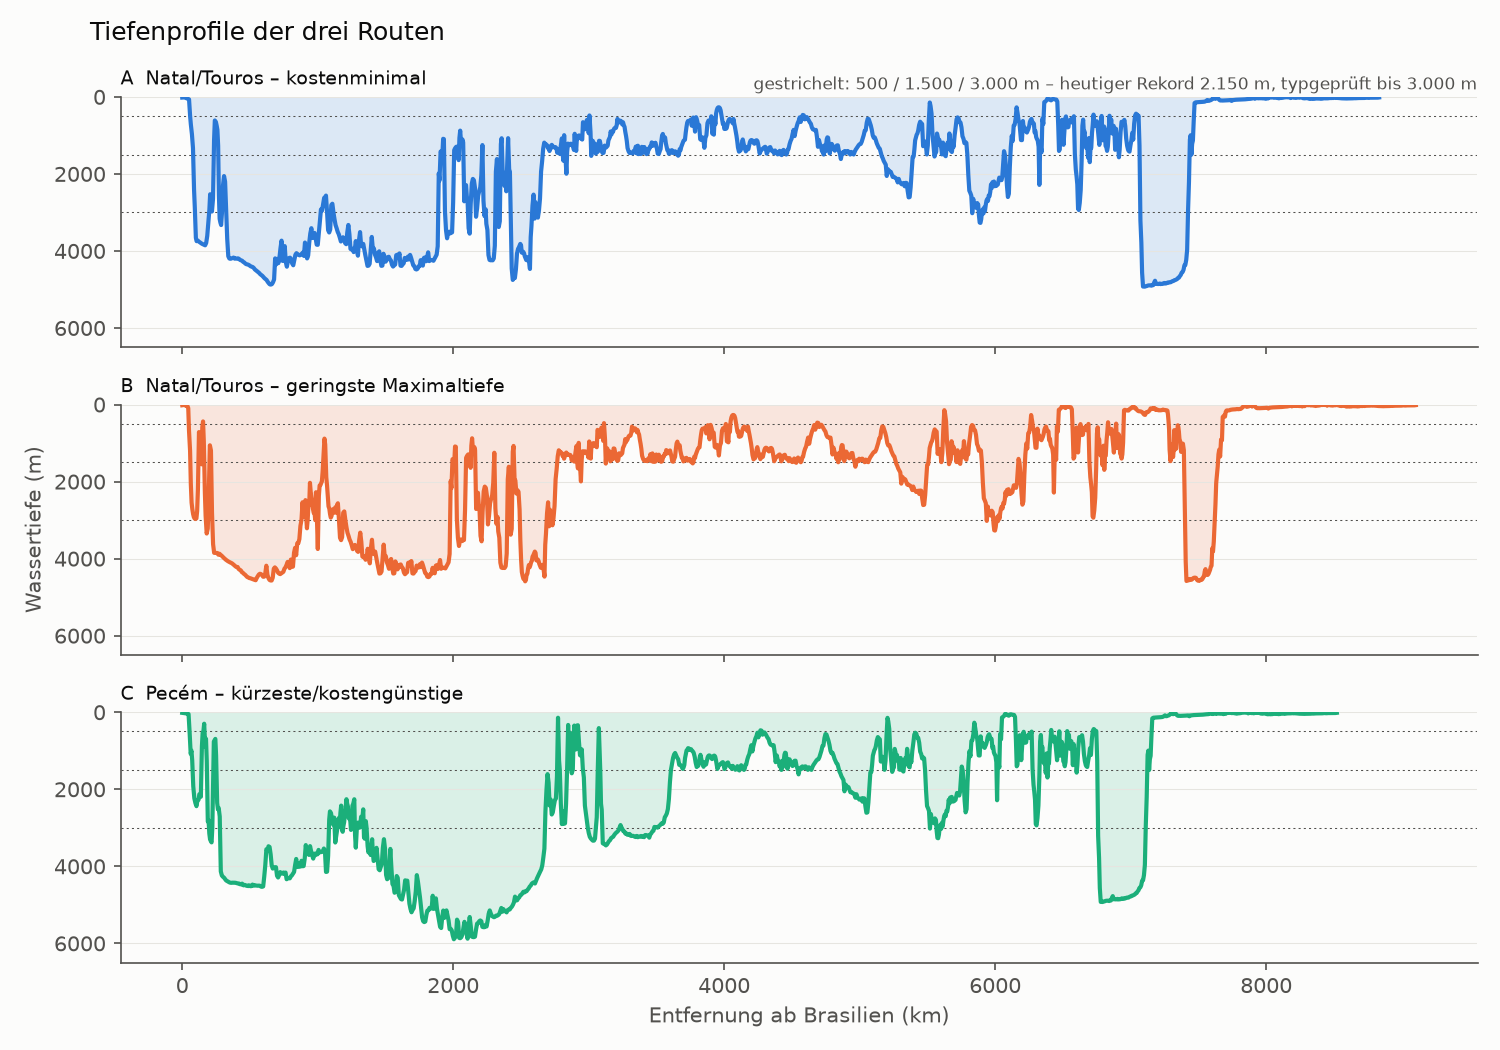 Tiefenprofile der drei Routen
A Natal/Touros – kostenminimal
gestrichelt: 500 / 1.500 / 3.000 m – heutiger Rekord 2.150 m, typgeprüft bis 3.000 m
0
2000
4000
6000
B Natal/Touros – geringste Maximaltiefe
0
2000
4000
6000
Wassertiefe (m)
C Pecém – kürzeste/kostengünstige
0
2000
4000
6000
0 2000 4000 6000 8000
Entfernung ab Brasilien (km)